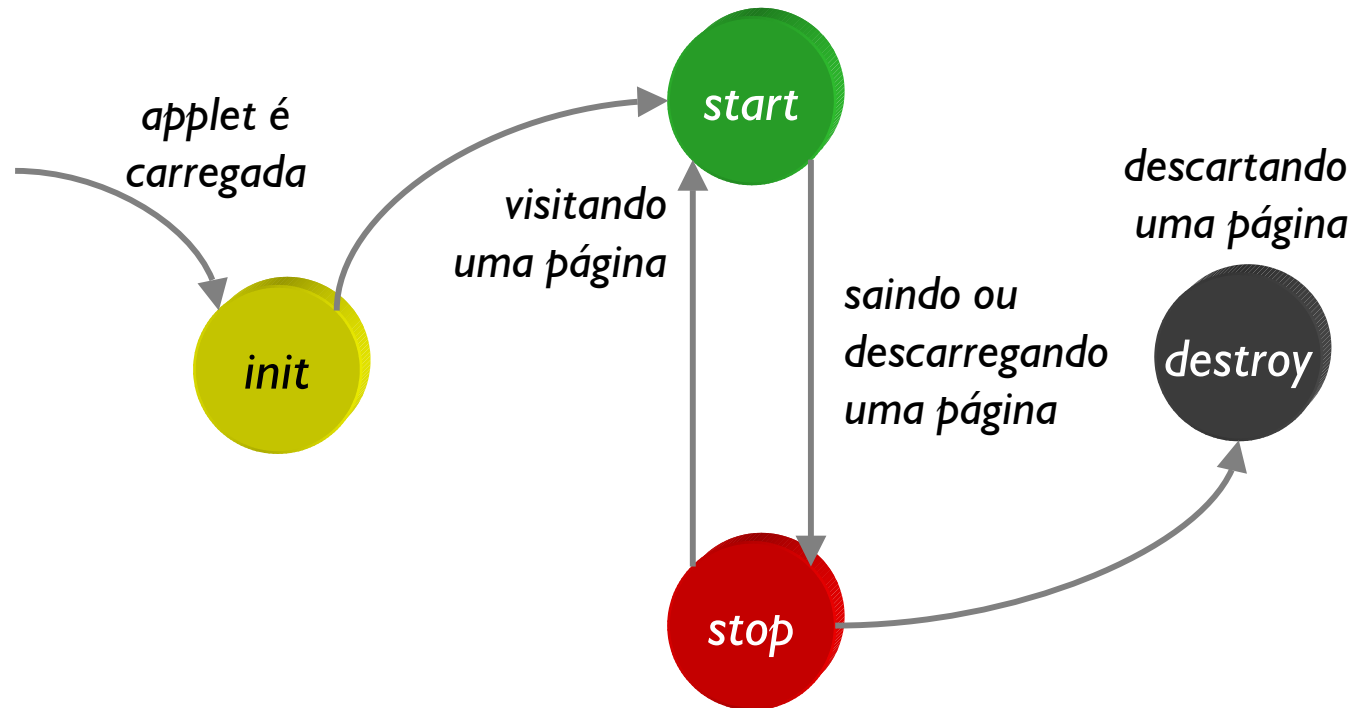 applet é
carregada
init
start
visitando
uma página
saindo ou
descarregando
uma página
stop
descartando
uma página
destroy